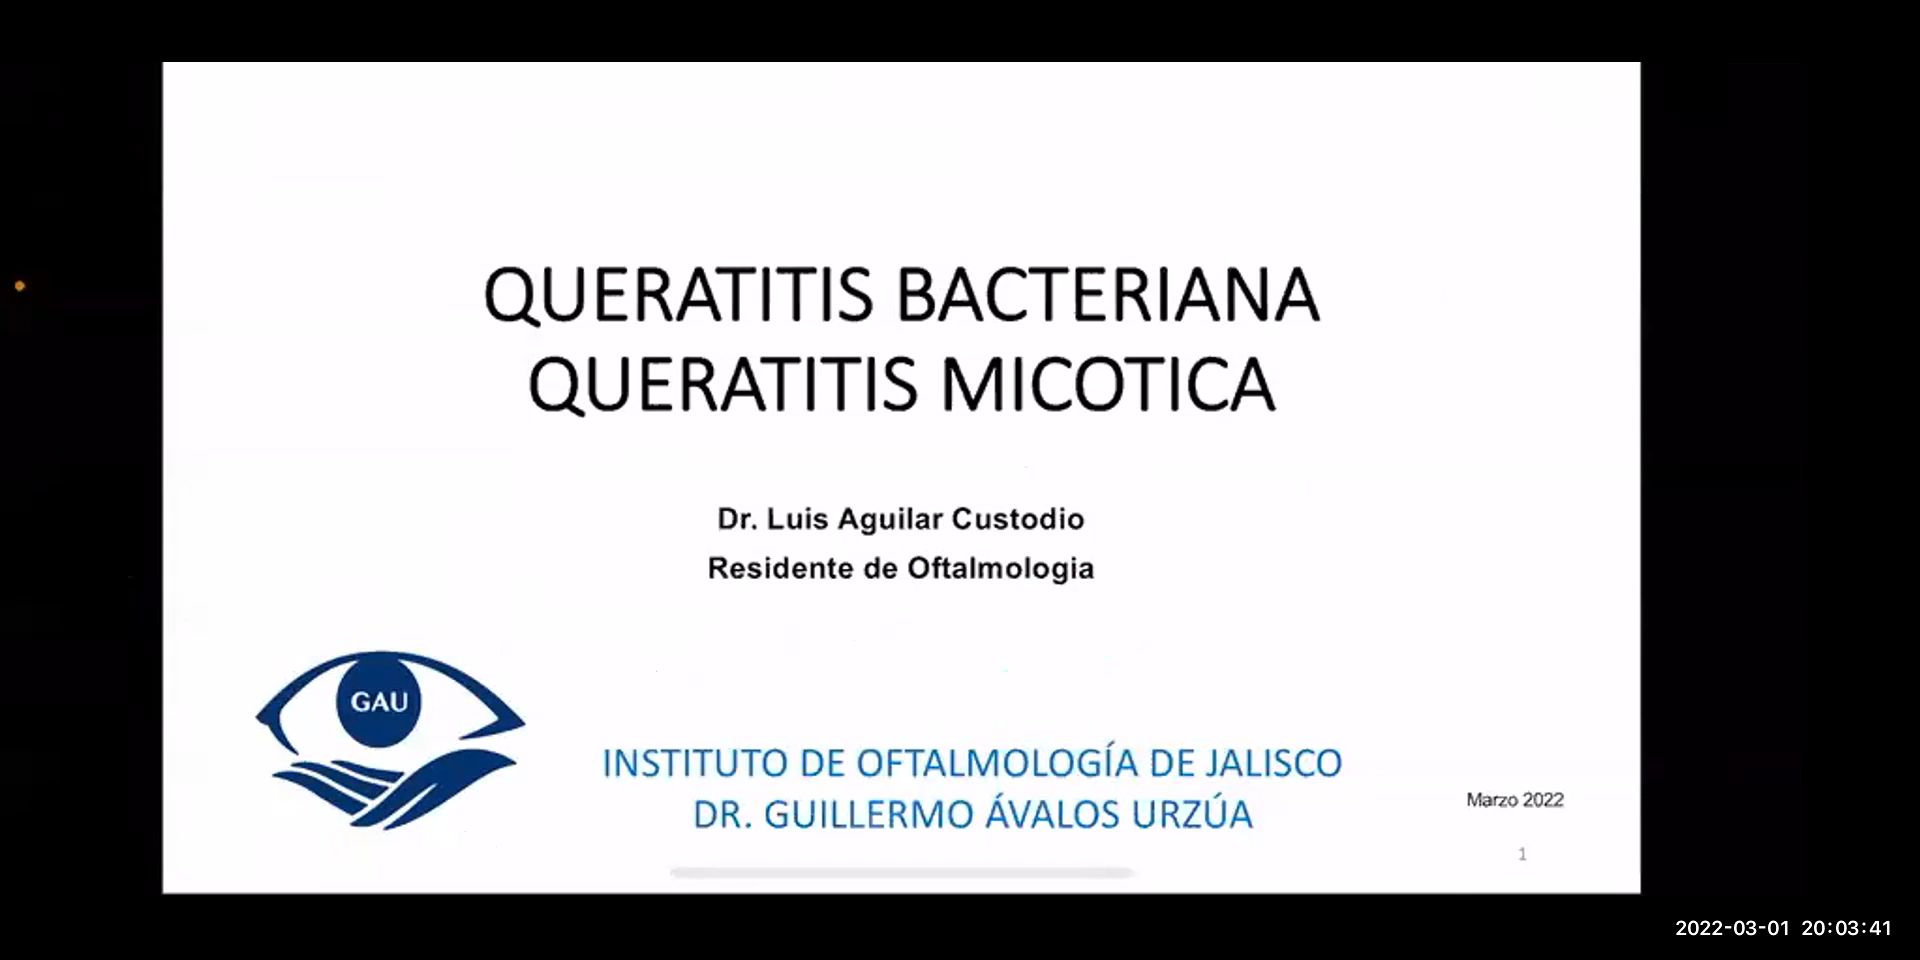 QUERATITIS BACTERIANA
QUERATITIS MICOTICA
Dr. Luis Aguilar Custodio
Residente de Oftalmologia
GAU
INSTITUTO DE OFTALMOLOGÍA DE JALISCO
DR. GUILLERMO ÁVALOS URZÚA
Marzo 2022
1
2022-03-01 20:03:41